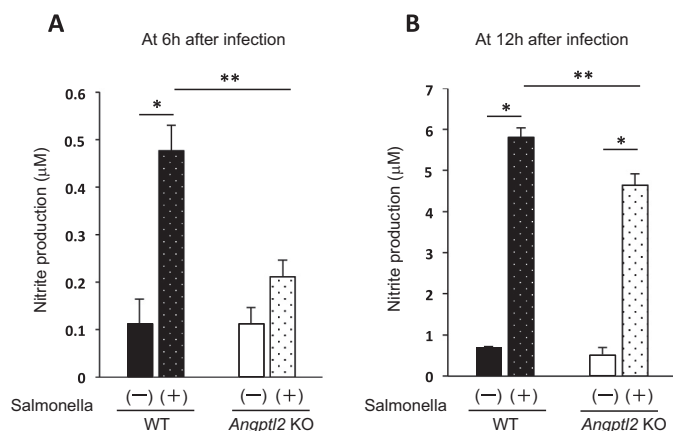 A
At 6h after infection
**
*
0.6
0.5
0.4
0.3
0.2
0.1
0
Nitrite production (μM)
Salmonella
(—) (+)
(—) (+)
WT
Angptl2 KO
B
At 12h after infection
**
*
*
7
6
5
4
3
2
1
0
Nitrite production (μM)
Salmonella
(—) (+)
(—) (+)
WT
Angptl2 KO